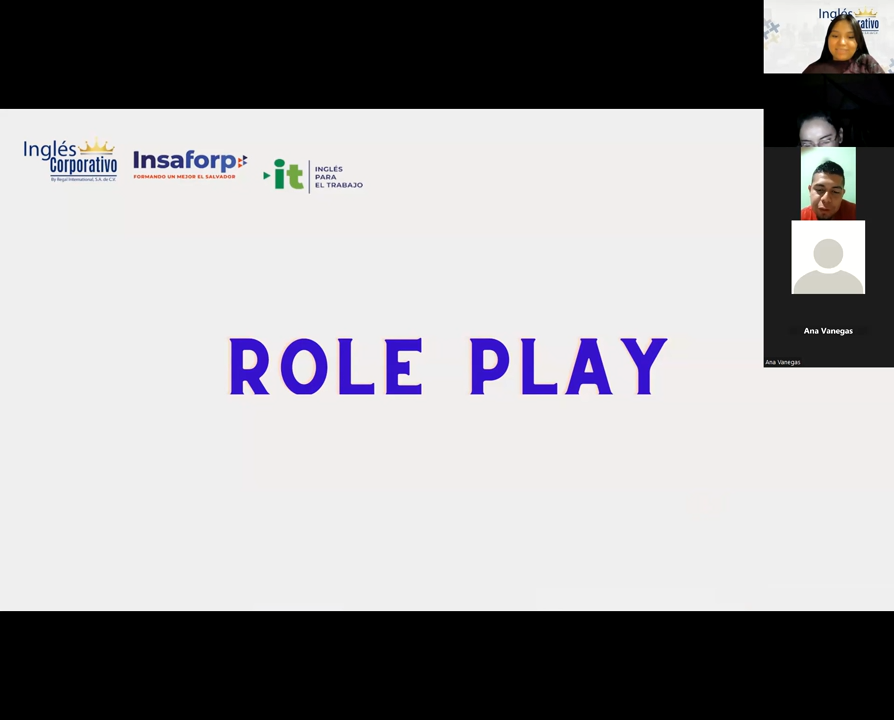 Inglés
Corporativo
By Regal International, S.A. de C.V.
Insaforp
FORMANDO UN MEJOR EL SALVADOR
it
INGLÉS
PARA
EL TRABAJO
ROLE PLAY
Inglés
Ana Vanegas
Ana Vanegas